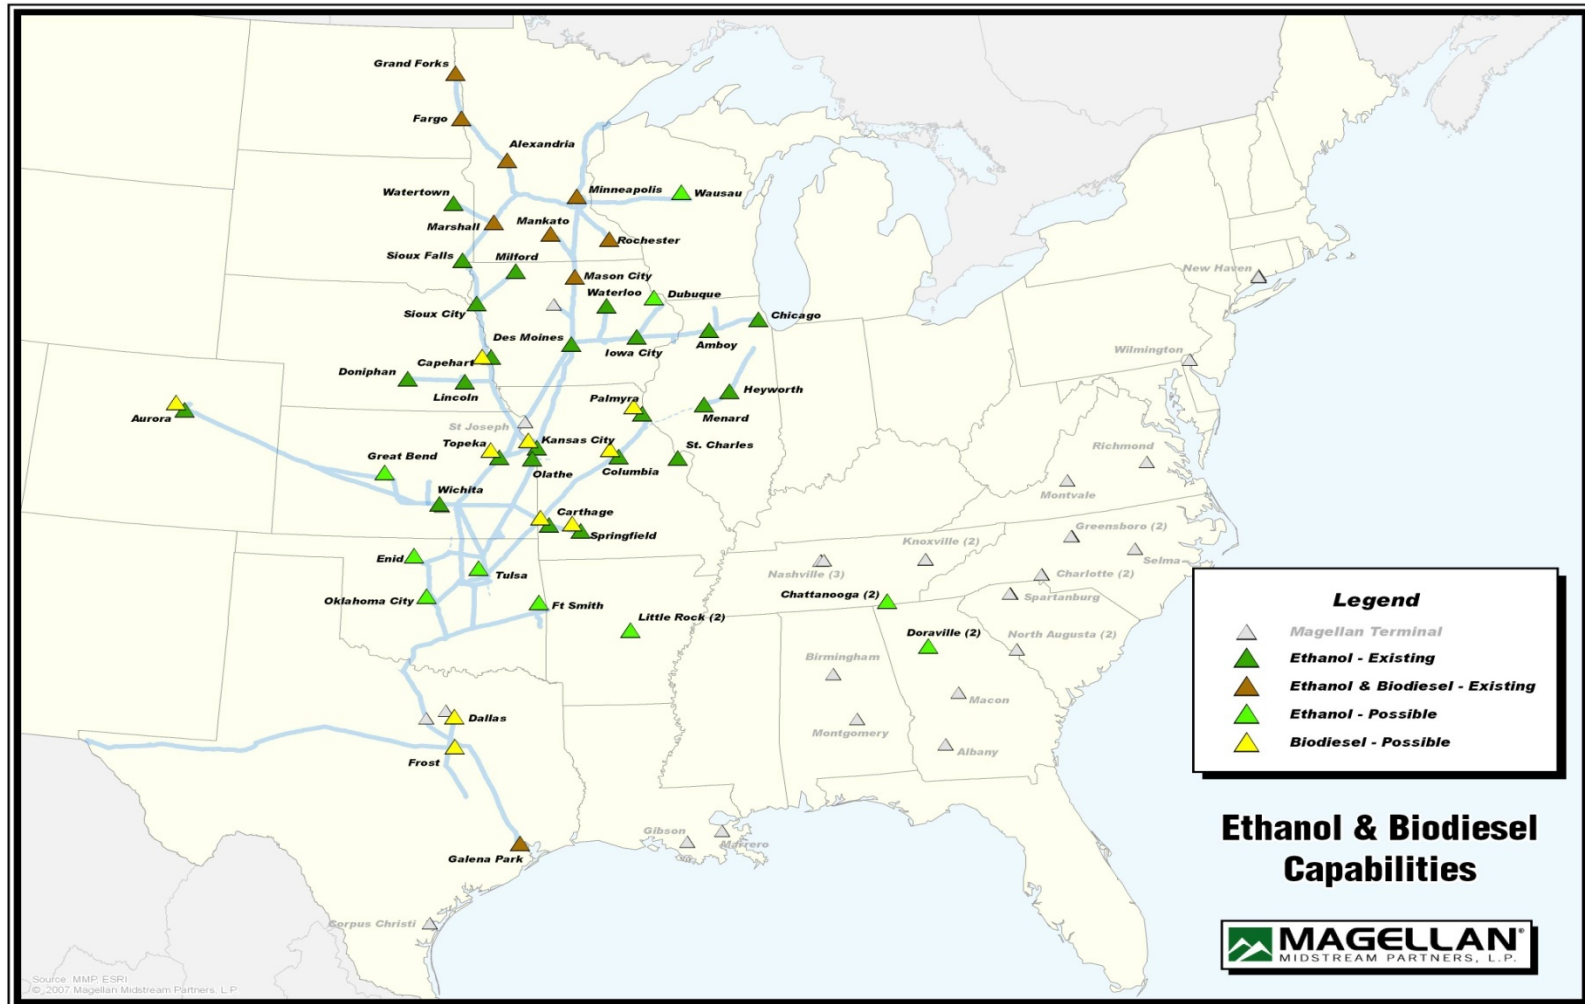 Grand Forks
Fargo
Alexandria
Watertown
Minneapolis
Wausau
Marshall
Mankato
Rochester
Sioux Falls
Milford
Mason City
New Haven
Waterloo
Dubuque
Sioux City
Chicago
Des Moines
Iowa City
Amboy
Capehart
Wilmington
Doniphan
Lincoln
Heyworth
Palmyra
Menard
Aurora
St Joseph
Topeka
Kansas City
St. Charles
Richmond
Great Bend
Olathe
Columbia
Wichita
Montvale
Carthage
Greensboro (2)
Springfield
Knoxville (2)
Enid
Selma
Tulsa
Nashville (3)
Charlotte (2)
Oklahoma City
Ft Smith
Chattanooga (2)
Spartanburg
Little Rock (2)
Doraville (2)
North Augusta (2)
Birmingham
Macon
Dallas
Montgomery
Albany
Frost
Gibson
Marrero
Galena Park
Corpus Christi
Legend
Magellan Terminal
Ethanol - Existing
Ethanol & Biodiesel - Existing
Ethanol - Possible
Biodiesel - Possible
Ethanol & Biodiesel
Capabilities
MAGELLAN®
MIDSTREAM PARTNERS, L.P.
Source: MMP, ESRI
© 2007 Magellan Midstream Partners, L.P.